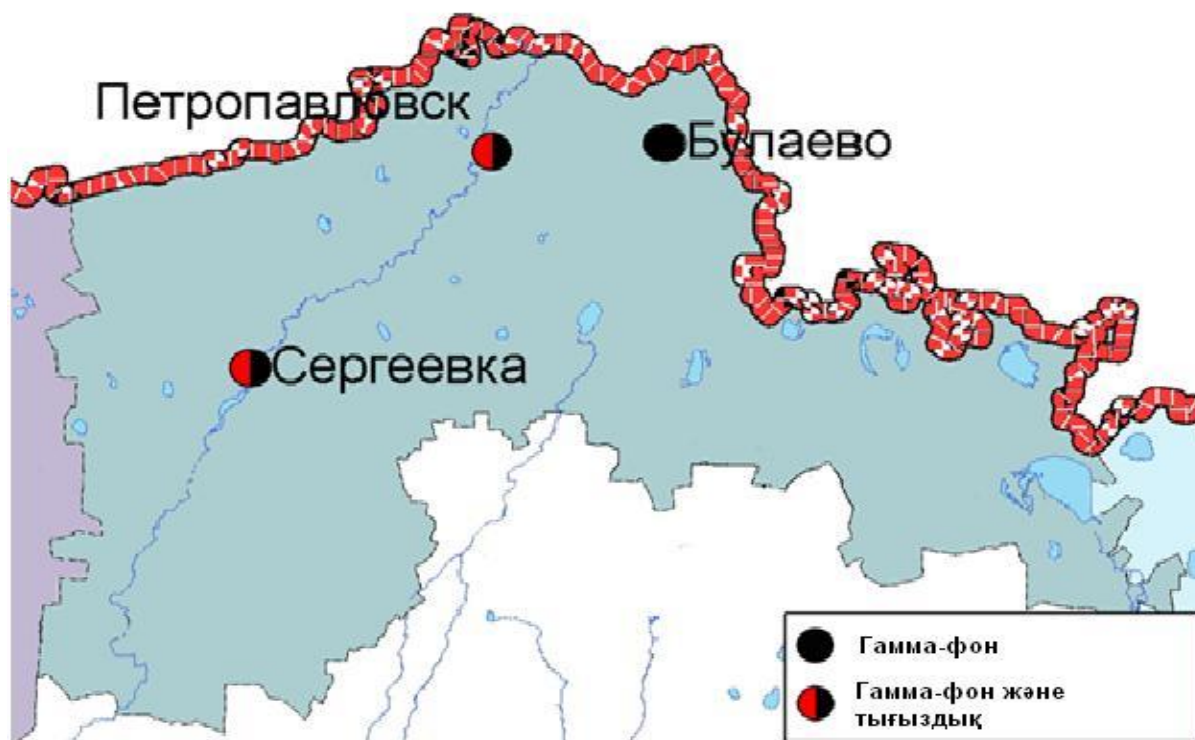 Петропавловск
Булаево
Сергеевка
Гамма-фон
Гамма-фон және
тығыздық